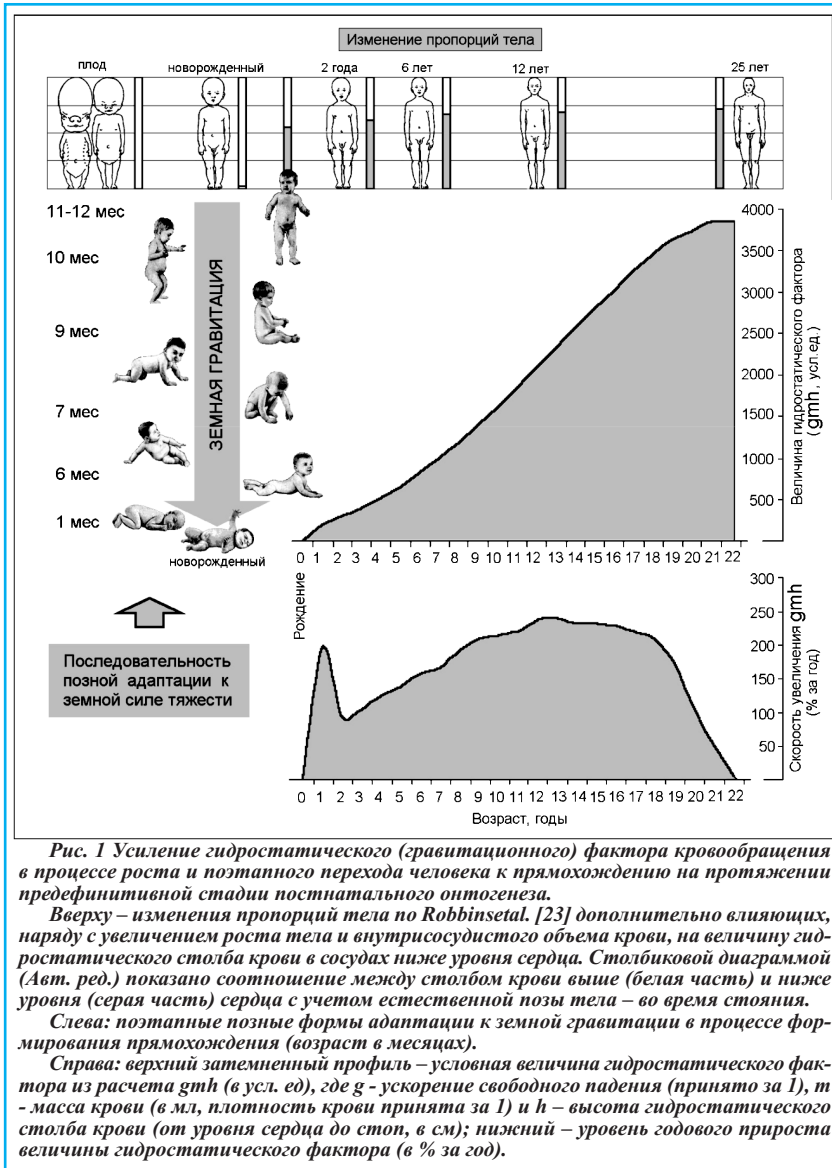 Изменение пропорций тела
плод
новорожденный
2 года
6 лет
12 лет
25 лет
11-12 мес
10 мес
9 мес
7 мес
6 мес
1 мес
ЗЕМНАЯ ГРАВИТАЦИЯ
новорожденный
Последовательность
позной адаптации к
земной силе тяжести
4000
3500
3000
2500
2000
1500
1000
500
Величина гидростатического фактора
(gmh, усл.ед.)
0 1 2 3 4 5 6 7 8 9 10 11 12 13 14 15 16 17 18 19 20 21 22
Рождение
300
250
200
150
100
50
Скорость увеличения gmh
(% за год)
0 1 2 3 4 5 6 7 8 9 10 11 12 13 14 15 16 17 18 19 20 21 22
Возраст, годы
Рис. 1 Усиление гидростатического (гравитационного) фактора кровообращения
в процессе роста и поэтапного перехода человека к прямохождению на протяжении
предефинитивной стадии постнатального онтогенеза.
Вверху – изменения пропорций тела по Robbinsetal. [23] дополнительно влияющих,
наряду с увеличением роста тела и внутрисосудистого объема крови, на величину гид-
ростатического столба крови в сосудах ниже уровня сердца. Столбиковой диаграммой
(Авт. ред.) показано соотношение между столбом крови выше (белая часть) и ниже
уровня (серая часть) сердца с учетом естественной позы тела – во время стояния.
Слева: поэтапные позные формы адаптации к земной гравитации в процессе фор-
мирования прямохождения (возраст в месяцах).
Справа: верхний затемненный профиль – условная величина гидростатического фак-
тора из расчета gmh (в усл. ед), где g - ускорение свободного падения (принято за 1), m
- масса крови (в мл, плотность крови принята за 1) и h – высота гидростатического
столба крови (от уровня сердца до стоп, в см); нижний – уровень годового прироста
величины гидростатического фактора (в % за год).